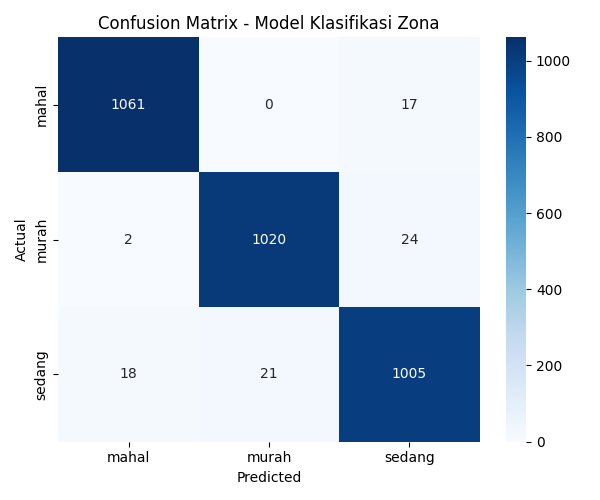 Confusion Matrix - Model Klasifikasi Zona
mahal
1061 0 17
murah
2 1020 24
sedang
18 21 1005
Actual
mahal murah sedang
Predicted
1000
800
600
400
200
0